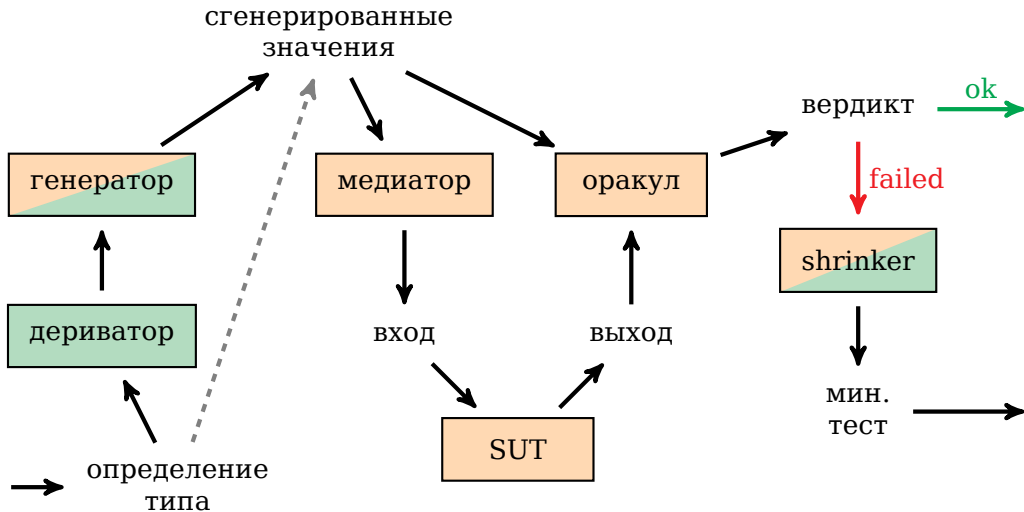 сгенерированные
значения
вердикт
ok
генератор
медиатор
оракул
failed
shrinker
дериватор
вход
выход
мин.
тест
SUT
определение
типа